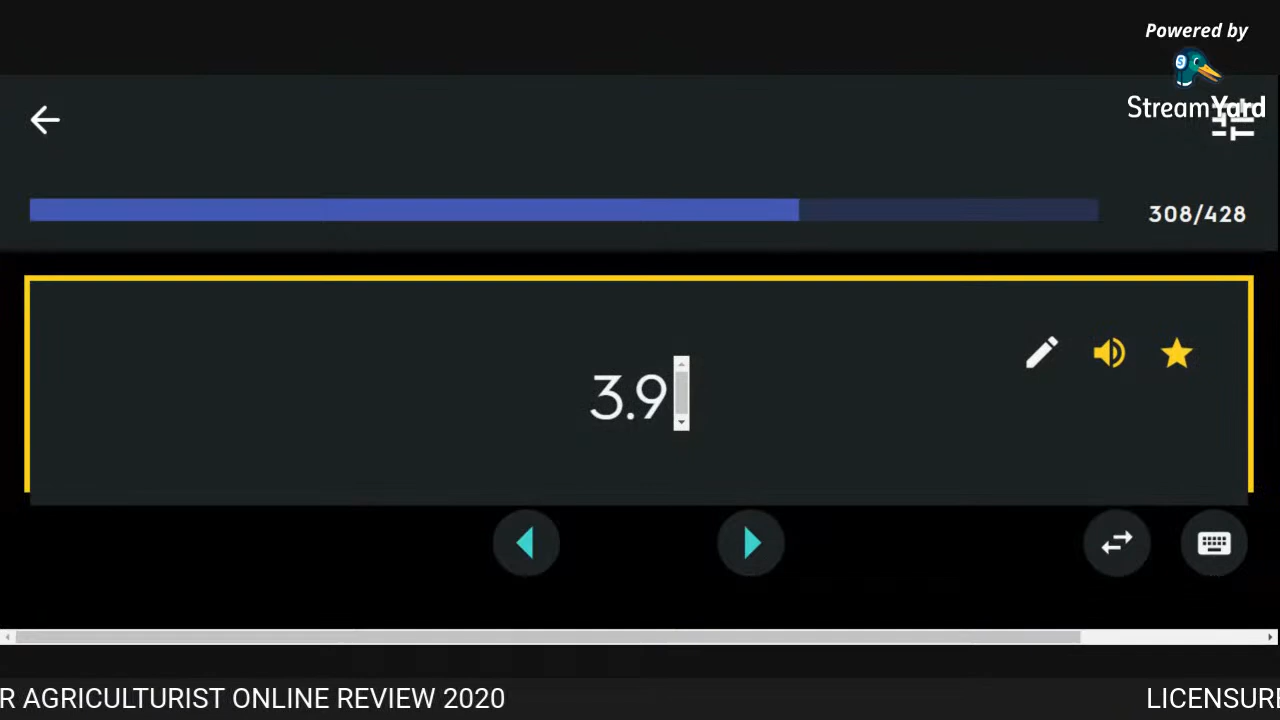 Powered by
StreamYard
308/428
3.9
R AGRICULTURIST ONLINE REVIEW 2020
LICENSURE